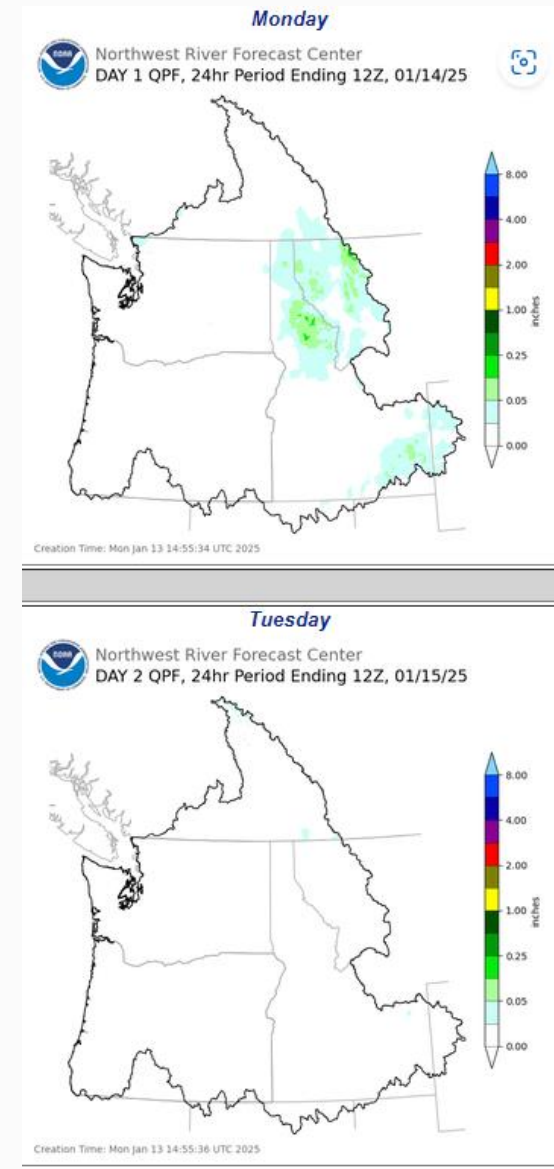 Monday
NOAA
Northwest River Forecast Center
DAY 1 QPF, 24hr Period Ending 12Z, 01/14/25
8.00
4.00
2.00
1.00
0.25
0.05
0.00
inches
Creation Time: Mon Jan 13 14:55:34 UTC 2025
Tuesday
NOAA
Northwest River Forecast Center
DAY 2 QPF, 24hr Period Ending 12Z, 01/15/25
8.00
4.00
2.00
1.00
0.25
0.05
0.00
inches
Creation Time: Mon Jan 13 14:55:36 UTC 2025